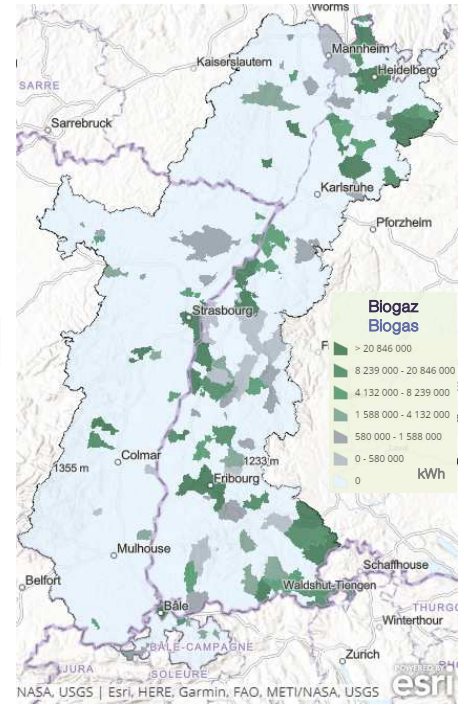 Worms
Mannheim
Kaiserslautern
Heidelberg
SARRE
Sarrebruck
Karlsruhe
Pforzheim
Strasbourg
Biogaz
Biogas
> 20 846 000
8 239 000 - 20 846 000
4 132 000 - 8 239 000
1 588 000 - 4 132 000
580 000 - 1 588 000
0 - 580 000
0
kWh
Colmar
1355 m
1233 m
Fribourg
Mulhouse
Schaffhouse
Belfort
Waldshut-Tiengen
Bâle
THURGO
Winterthour
BÂLE-CAMPAGNE
JURA
SOLEURE
Zurich
POWERED BY
esri
NASA, USGS | Esri, HERE, Garmin, FAO, METI/NASA, USGS